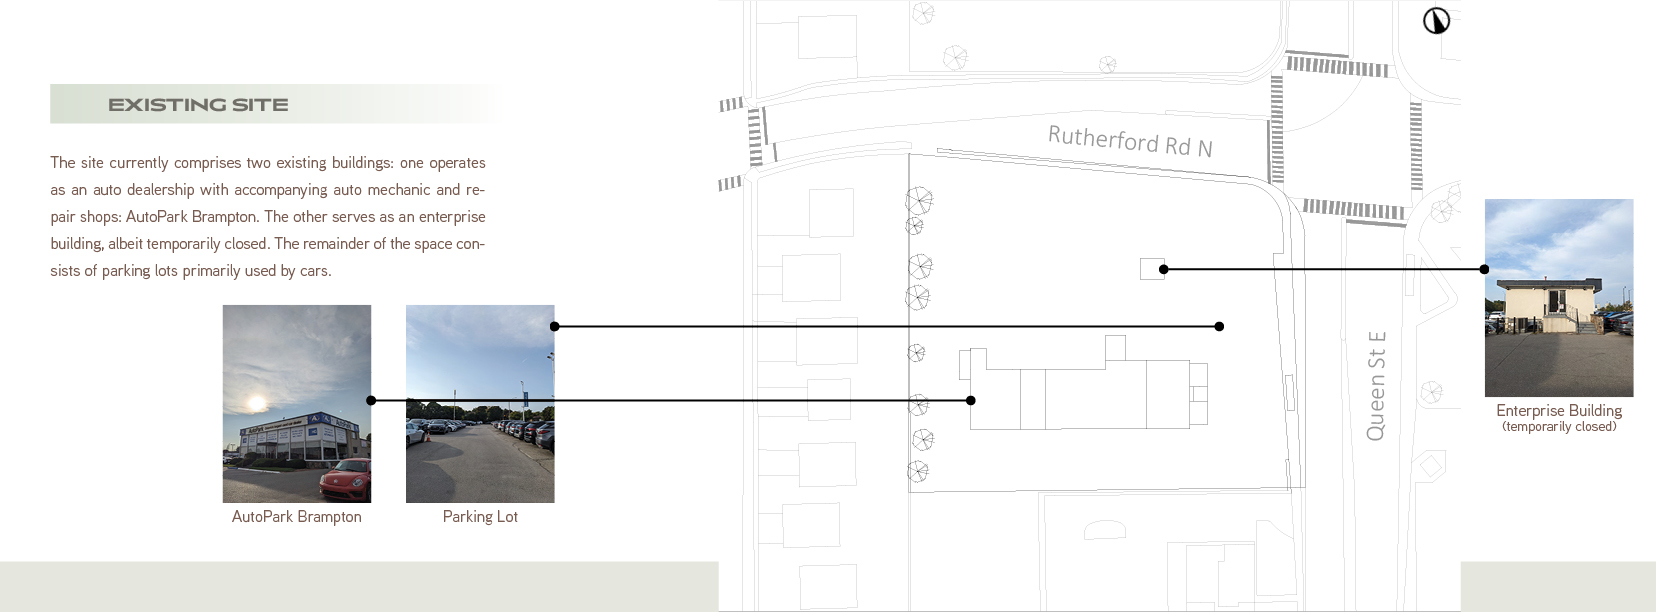 EXISTING SITE
The site currently comprises two existing buildings: one operates
as an auto dealership with accompanying auto mechanic and re-
pair shops: AutoPark Brampton. The other serves as an enterprise
building, albeit temporarily closed. The remainder of the space con-
sists of parking lots primarily used by cars.
AutoPark Brampton
Parking Lot
Rutherford Rd N
Queen St E
Enterprise Building
(temporarily closed)